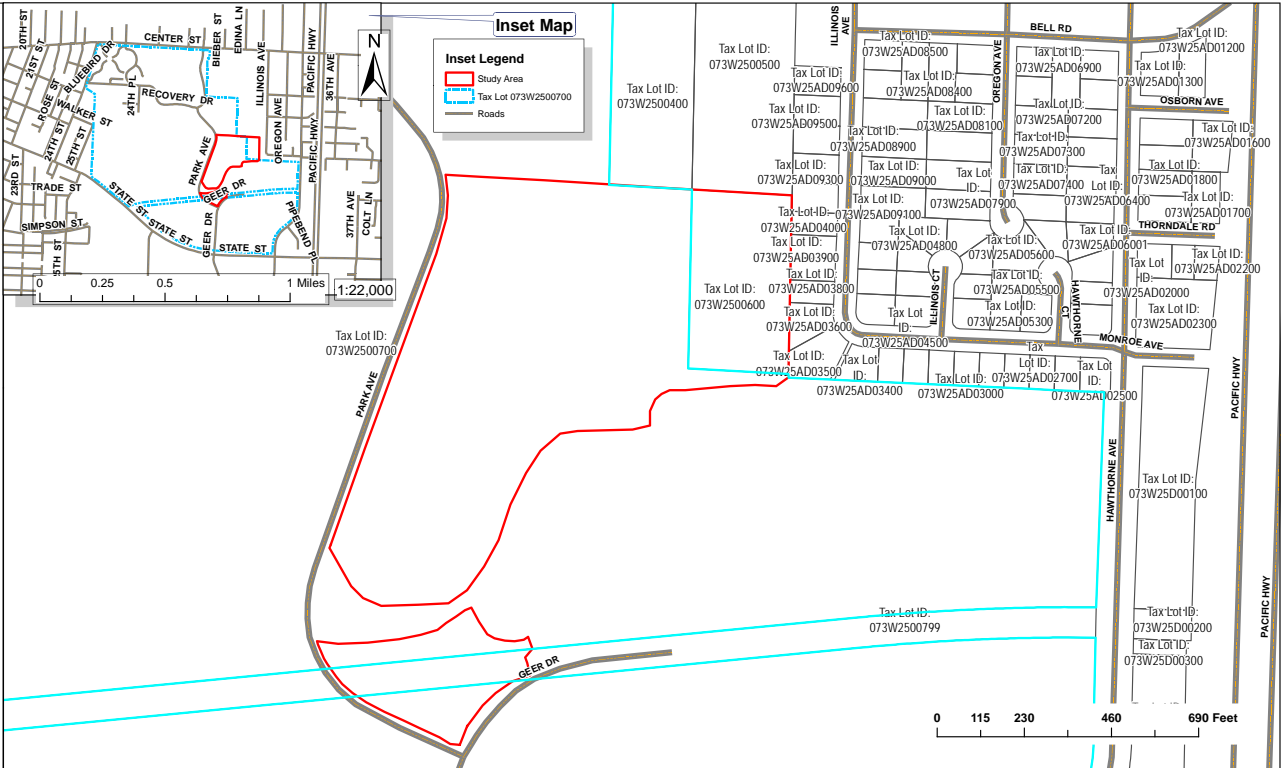 Inset Map
Inset Legend
Study Area
Tax Lot 073W2500700
Roads
N
20TH ST
21ST ST
ROSE ST
BLUEBIRD DR
CENTER ST
BIEBER ST
EDINA LN
ILLINOIS AVE
PACIFIC HWY
36TH AVE
WALKER ST
24TH ST
25TH ST
24TH PL
RECOVERY DR
OREGON AVE
PARK AVE
PACIFIC HWY
23RD ST
TRADE ST
SIMPSON ST
STATE ST
STATE ST
GEER DR
GEER DR
STATE ST
PIPEBEND PL
37TH AVE
COLT LN
0 0.25 0.5 1 Miles
1:22,000
Tax Lot ID:
073W2500400
Tax Lot ID:
073W2500500
Tax Lot ID:
073W2500600
Tax Lot ID:
073W2500700
Tax Lot ID:
073W2500799
ILLINOIS
AVE
BELL RD
OREGON AVE
OSBORN AVE
THORNDALE RD
MONROE AVE
ILLINOIS CT
HAWTHORNE
CT
HAWTHORNE AVE
PACIFIC HWY
PACIFIC HWY
PARK AVE
GEER DR
Tax Lot ID:
073W25AD08500
Tax Lot ID:
073W25AD09600
Tax Lot ID:
073W25AD08400
Tax Lot ID:
073W25AD06900
Tax Lot ID:
073W25AD01200
Tax Lot ID:
073W25AD01300
Tax Lot ID:
073W25AD09500
Tax Lot ID:
073W25AD08100
Tax Lot ID:
073W25AD07200
Tax Lot ID:
073W25AD08900
Tax Lot ID:
073W25AD07300
Tax Lot ID:
073W25AD01600
Tax Lot ID:
073W25AD09300
Tax Lot ID:
073W25AD09000
Tax Lot
ID:
073W25AD07900
Tax Lot ID:
073W25AD07400
Tax
Lot ID:
073W25AD06400
Tax Lot ID:
073W25AD01800
Tax Lot ID:
073W25AD01700
Tax Lot ID:
073W25AD04000
Tax Lot ID:
073W25AD09100
Tax Lot ID:
073W25AD03900
Tax Lot ID:
073W25AD04800
Tax Lot ID:
073W25AD05600
Tax Lot ID:
073W25AD06001
Tax Lot ID:
073W25AD02200
Tax Lot ID:
073W25AD03800
Tax Lot ID:
073W25AD05500
Tax Lot
ID:
073W25AD02000
Tax Lot ID:
073W25AD03600
Tax Lot ID:
073W25AD05300
Tax Lot ID:
073W25AD02300
Tax Lot
ID:
073W25AD04500
Tax Lot ID:
073W25AD03500
Tax Lot
ID:
073W25AD03400
Tax Lot ID:
073W25AD03000
Tax
Lot ID:
073W25AD02700
Tax Lot
ID:
073W25AD02500
Tax Lot ID:
073W25D00100
Tax Lot ID:
073W25D00200
Tax Lot ID:
073W25D00300
0 115 230 460 690 Feet